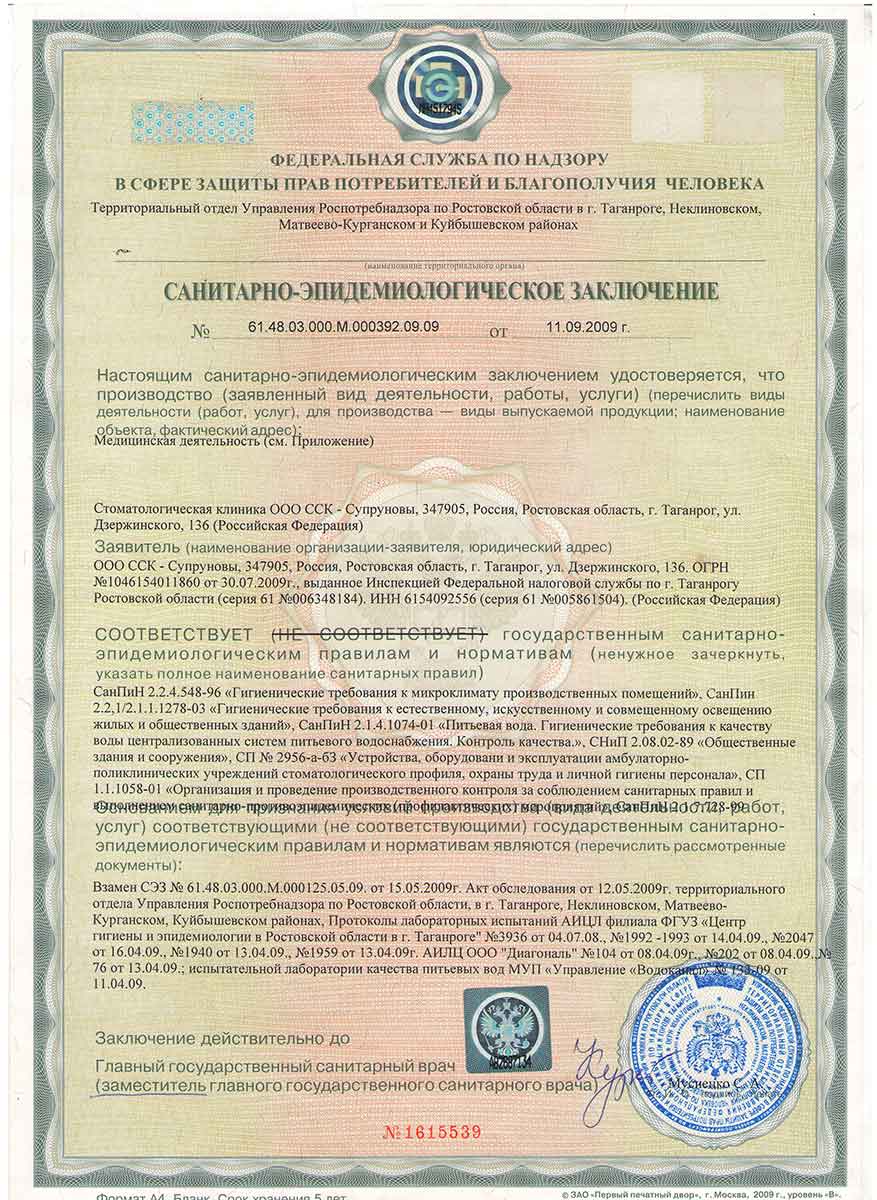 ФЕДЕРАЛЬНАЯ СЛУЖБА ПО НАДЗОРУ
В СФЕРЕ ЗАЩИТЫ ПРАВ ПОТРЕБИТЕЛЕЙ И БЛАГОПОЛУЧИЯ ЧЕЛОВЕКА
Территориальный отдел Управления Роспотребнадзора по Ростовской области в г. Таганроге, Неклиновском,
Матвеево-Курганском и Куйбышевском районах
(наименование территориального органа)
САНИТАРНО-ЭПИДЕМИОЛОГИЧЕСКОЕ ЗАКЛЮЧЕНИЕ
№ 61.48.03.000.М.000392.09.09 от 11.09.2009 г.
Настоящим санитарно-эпидемиологическим заключением удостоверяется, что
производство (заявленный вид деятельности, работы, услуги) (перечислить виды
деятельности (работ, услуг), для производства — виды выпускаемой продукции; наименование
объекта, фактический адрес):
Медицинская деятельность (см. Приложение)
Стоматологическая клиника ООО ССК - Супруновы, 347905, Россия, Ростовская область, г. Таганрог, ул.
Дзержинского, 136 (Российская Федерация)
Заявитель (наименование организации-заявителя, юридический адрес)
ООО ССК - Супруновы, 347905, Россия, Ростовская область, г. Таганрог, ул. Дзержинского, 136. ОГРН
№1046154011860 от 30.07.2009г., выданное Инспекцией Федеральной налоговой службы по г. Таганрогу
Ростовской области (серия 61 №006348184). ИНН 6154092556 (серия 61 №005861504). (Российская Федерация)
СООТВЕТСТВУЕТ (НЕ СООТВЕТСТВУЕТ) государственным санитарно-
эпидемиологическим правилам и нормативам (ненужное зачеркнуть,
указать полное наименование санитарных правил)
СанПиН 2.2.4.548-96 «Гигиенические требования к микроклимату производственных помещений», СанПин
2.2,1/2.1.1.1278-03 «Гигиенические требования к естественному, искусственному и совмещенному освещению
жилых и общественных зданий», СанПиН 2.1.4.1074-01 «Питьевая вода. Гигиенические требования к качеству
воды централизованных систем питьевого водоснабжения. Контроль качества.», СНиП 2.08.02-89 «Общественные
здания и сооружения», СП № 2956-а-бЗ «Устройства, оборудовани и эксплуатации амбулаторно-
поликлинических учреждений стоматологического профиля, охраны труда и личной гигиены персонала», СП
1.1.1058-01 «Организация и проведение производственного контроля за соблюдением санитарных правил и
выполнением санитарно-противоэпидемических (профилактических мероприятий)», СанПиН 2.1.7.728-99
Основанием для признания условий производства (вида деятельности, работ,
услуг) соответствующими (не соответствующими) государственным санитарно-
эпидемиологическим правилам и нормативам являются (перечислить рассмотренные
документы):
Взамен СЭЗ № 61.48.03.000.М.000125.05.09. от 15.05.2009г. Акт обследования от 12.05.2009г. территориального
отдела Управления Роспотребнадзора по Ростовской области, в г. Таганроге, Неклиновском, Матвеево-
Курганском, Куйбышевском районах, Протоколы лабораторных испытаний АИЦЛ филиала ФГУЗ «Центр
гигиены и эпидемиологии в Ростовской области в г. Таганроге" №3936 от 04.07.08., №1992 -1993 от 14.04.09., №2047
от 16.04.09., №1940 от 13.04.09., №1959 от 13.04.09г. АИЛЦ ООО "Диагональ" №104 от 08.04.09г., №202 от 08.04.09.,№
76 от 13.04.09.; испытательной лаборатории качества питьевых вод МУП «Управление «Водоканал» № 133-09 от
11.04.09.
Заключение действительно до
Главный государственный санитарный врач
(заместитель главного государственного санитарного врача)
Мусиенко С. А.
№1615539
Формат А4. Бланк. Срок хранения 5 лет
© ЗАО «Первый печатный двор», г. Москва, 2009 г., уровень «В».